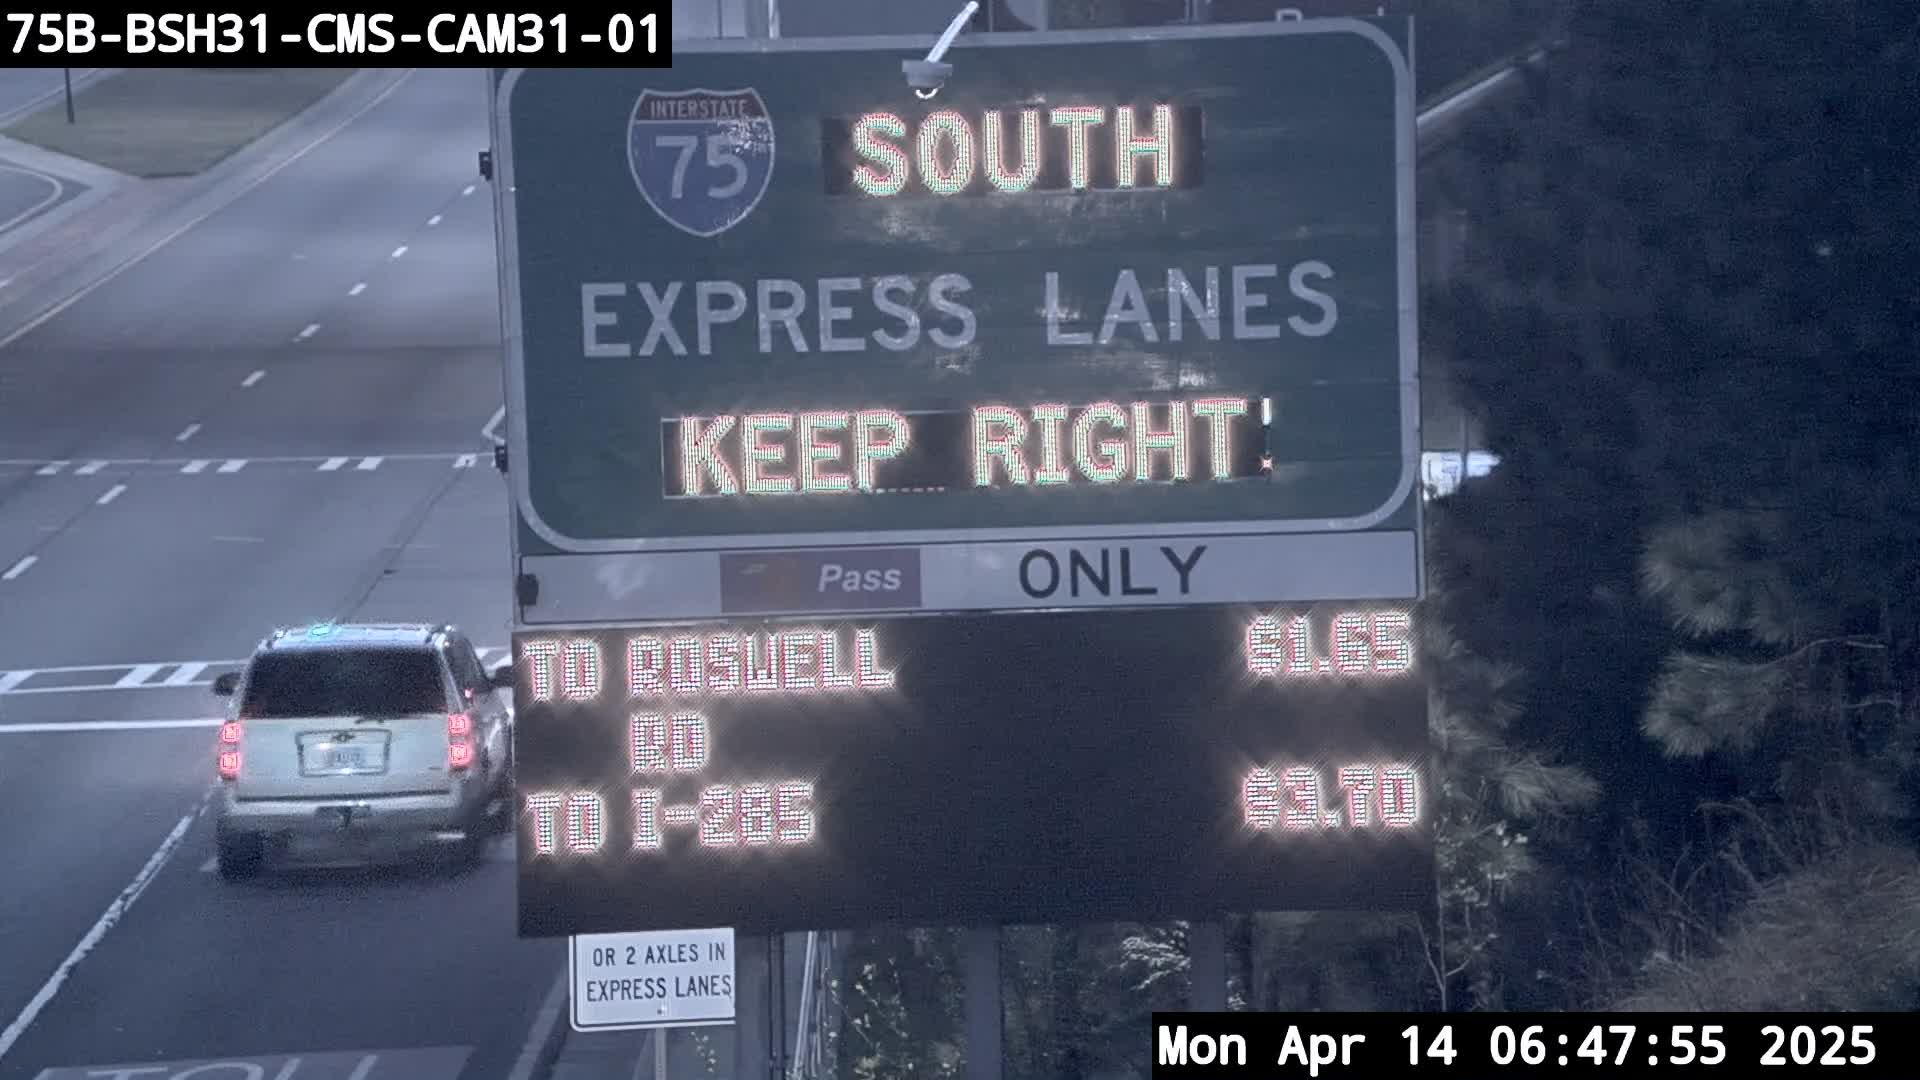 75B-BSH31-CMS-CAM31-01
INTERSTATE
75
SOUTH
EXPRESS LANES
KEEP RIGHT
Pass ONLY
TO ROSWELL $1.65
RD
TO I-285 $3.70
OR 2 AXLES IN
EXPRESS LANES
TOLL
Mon Apr 14 06:47:55 2025